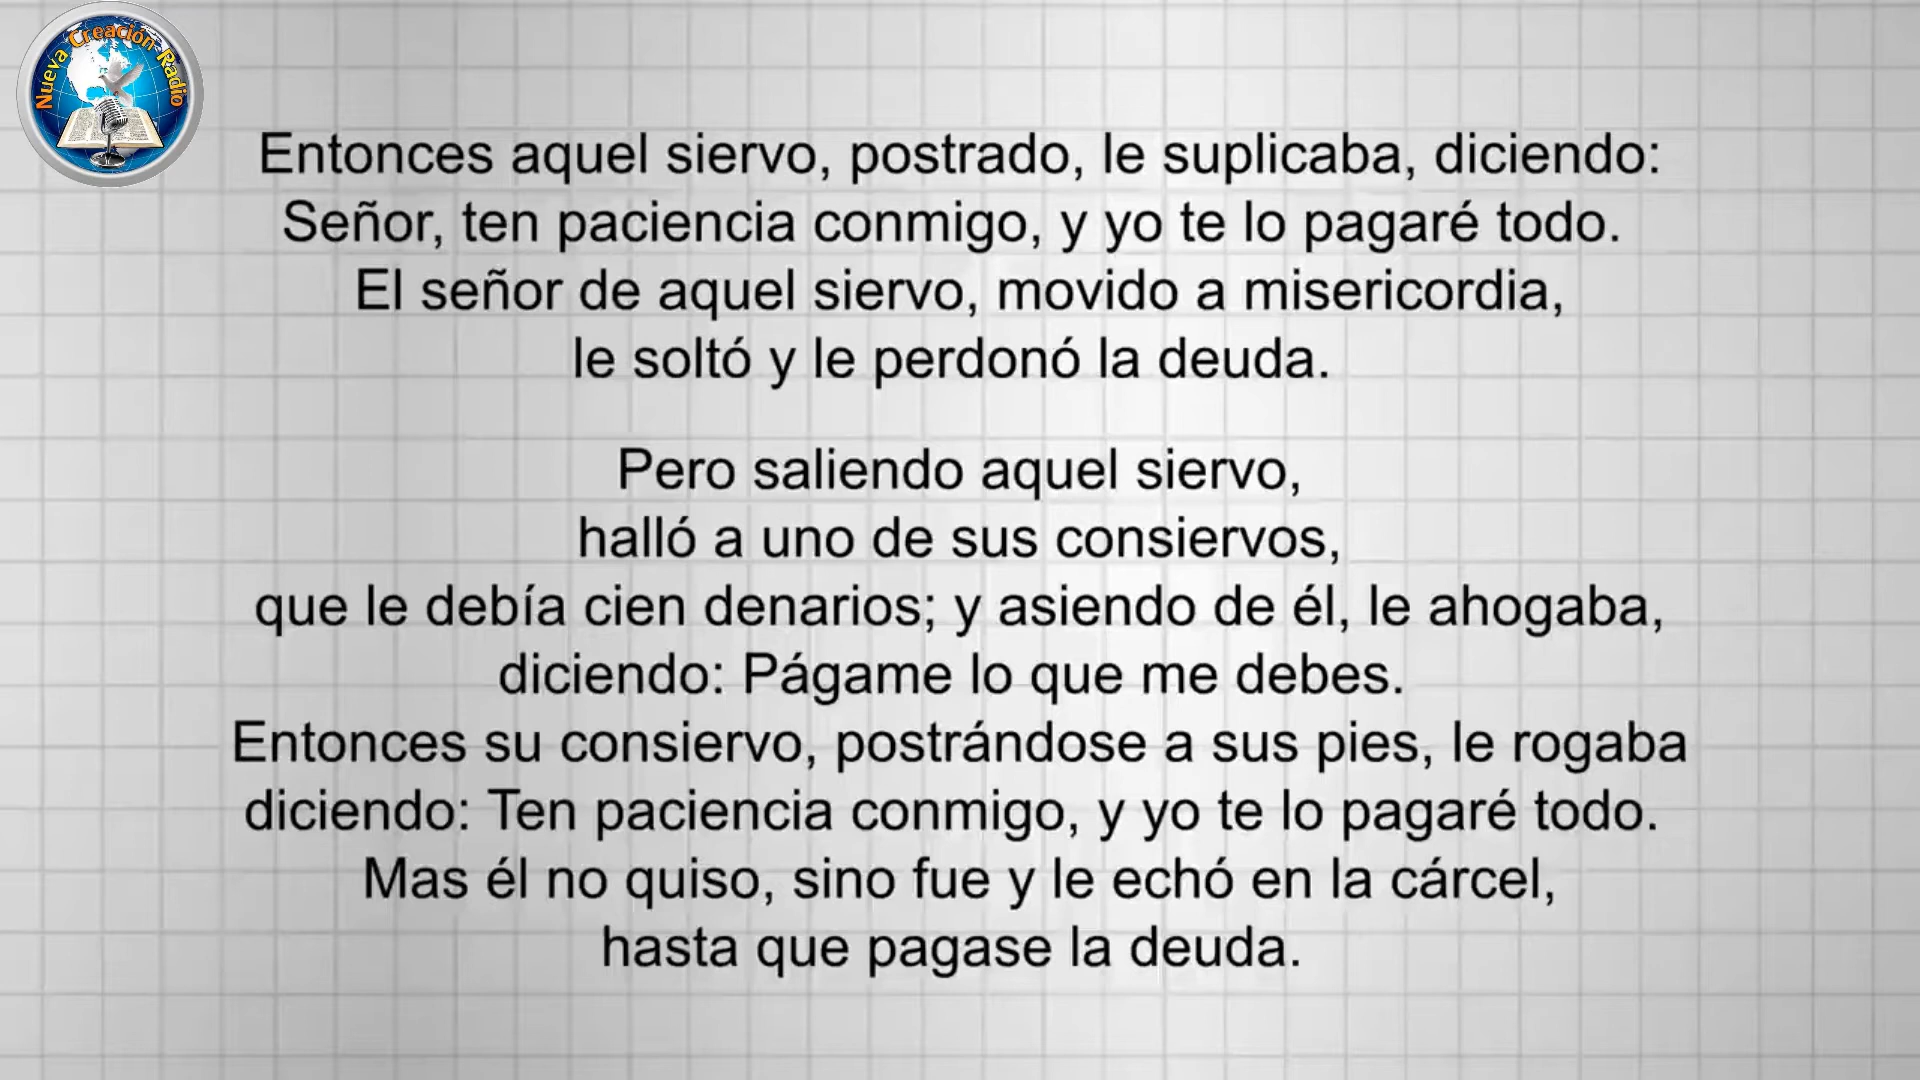 Nueva Creación Radio
Entonces aquel siervo, postrado, le suplicaba, diciendo:
Señor, ten paciencia conmigo, y yo te lo pagaré todo.
El señor de aquel siervo, movido a misericordia,
le soltó y le perdonó la deuda.
Pero saliendo aquel siervo,
halló a uno de sus consiervos,
que le debía cien denarios; y asiendo de él, le ahogaba,
diciendo: Págame lo que me debes.
Entonces su consiervo, postrándose a sus pies, le rogaba
diciendo: Ten paciencia conmigo, y yo te lo pagaré todo.
Mas él no quiso, sino fue y le echó en la cárcel,
hasta que pagase la deuda.